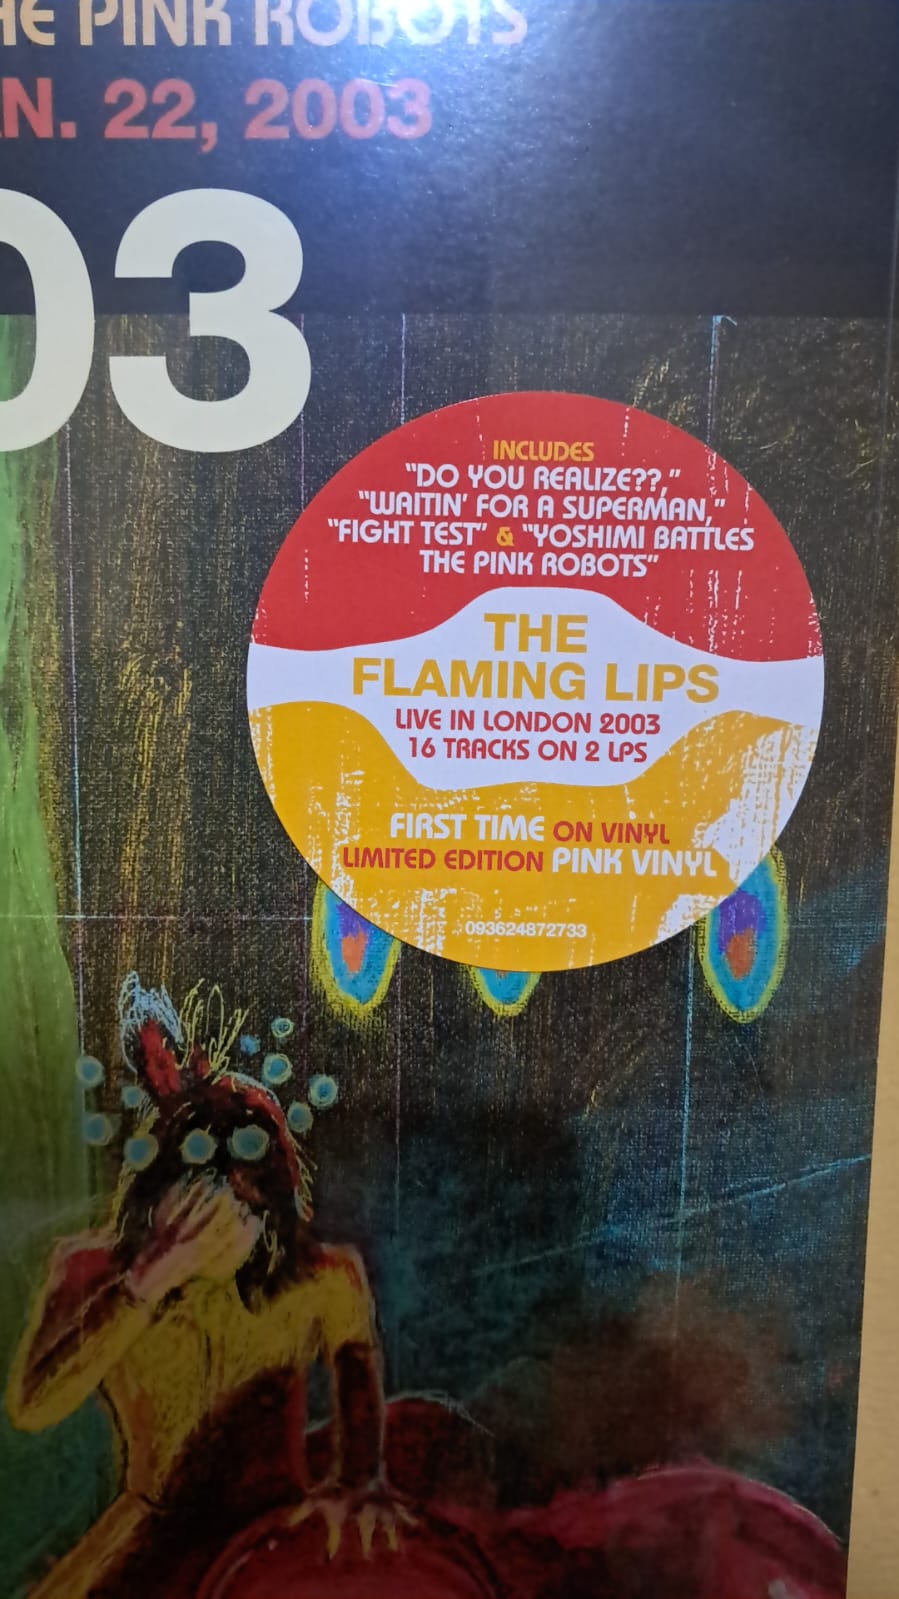 THE PINK ROBOTS
JAN. 22, 2003
03
INCLUDES
"DO YOU REALIZE??,"
"WAITIN' FOR A SUPERMAN,"
"FIGHT TEST" & "YOSHIMI BATTLES
THE PINK ROBOTS"
THE
FLAMING LIPS
LIVE IN LONDON 2003
16 TRACKS ON 2 LPS
FIRST TIME ON VINYL
LIMITED EDITION PINK VINYL
093624872733